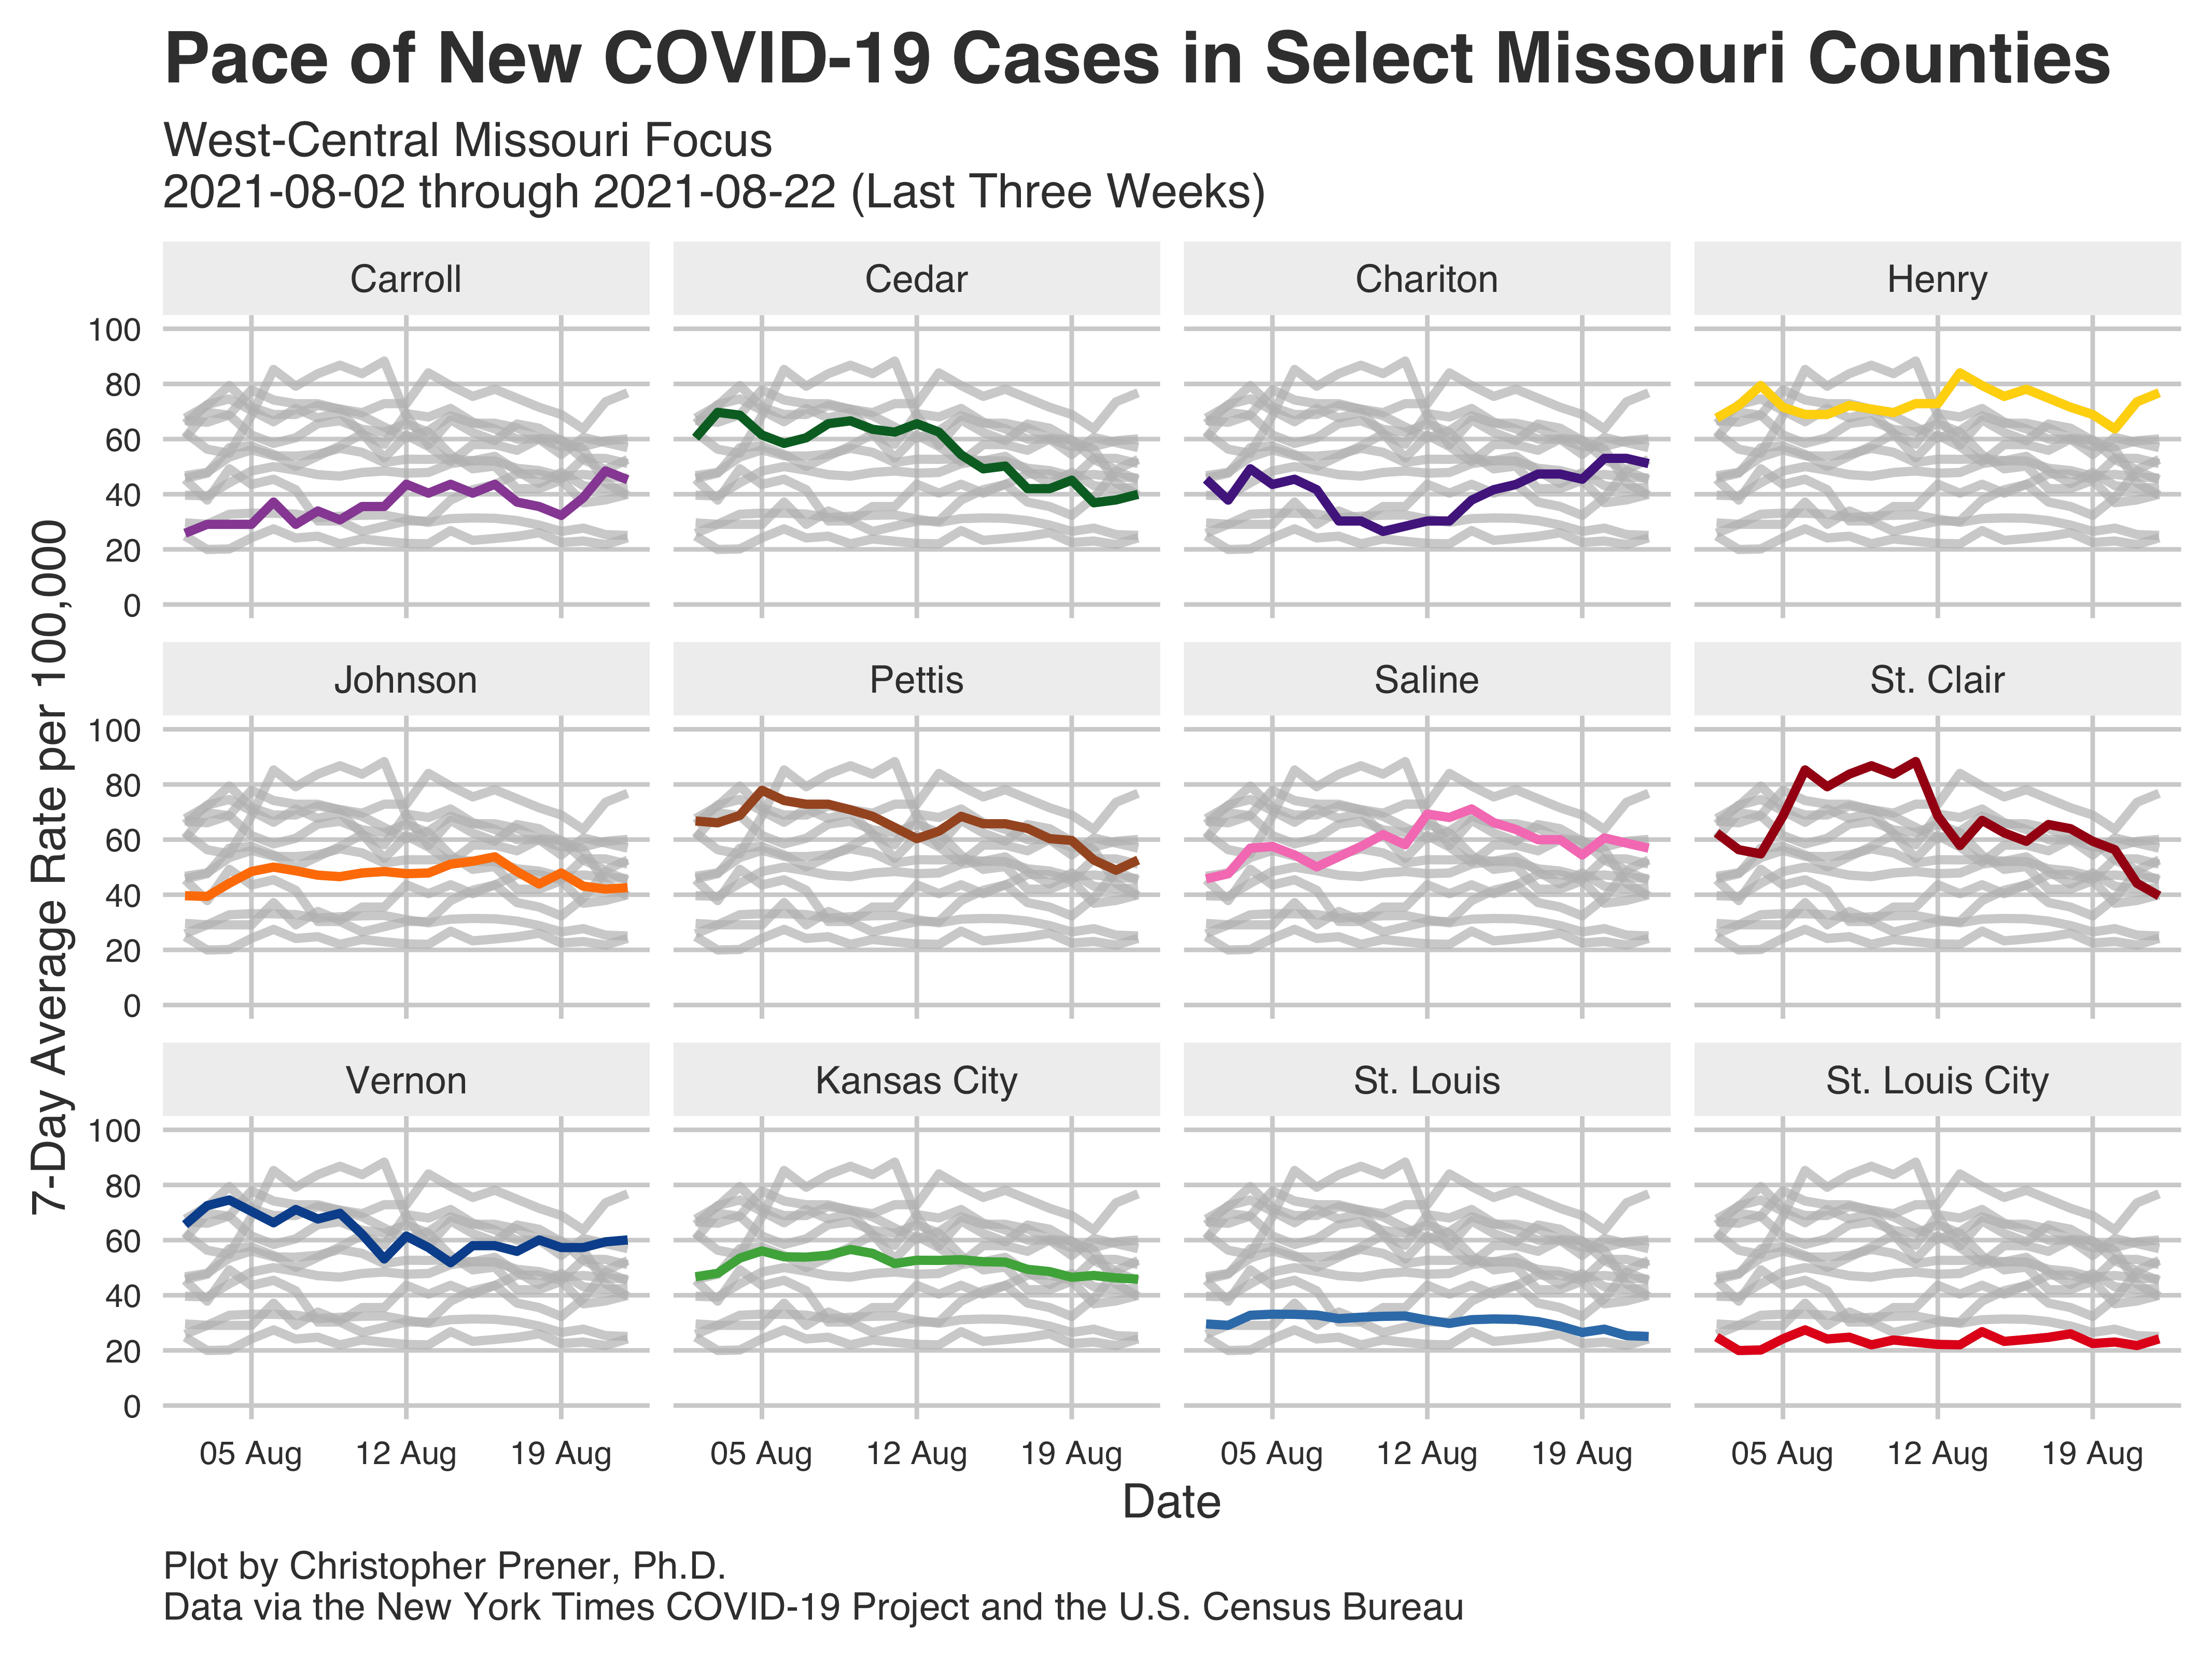 Pace of New COVID-19 Cases in Select Missouri Counties
West-Central Missouri Focus
2021-08-02 through 2021-08-22 (Last Three Weeks)
7-Day Average Rate per 100,000
Carroll
Cedar
Chariton
Henry
100
80
60
40
20
0
Johnson
Pettis
Saline
St. Clair
100
80
60
40
20
0
Vernon
Kansas City
St. Louis
St. Louis City
100
80
60
40
20
0
05 Aug 12 Aug 19 Aug 05 Aug 12 Aug 19 Aug 05 Aug 12 Aug 19 Aug 05 Aug 12 Aug 19 Aug
Date
Plot by Christopher Prener, Ph.D.
Data via the New York Times COVID-19 Project and the U.S. Census Bureau